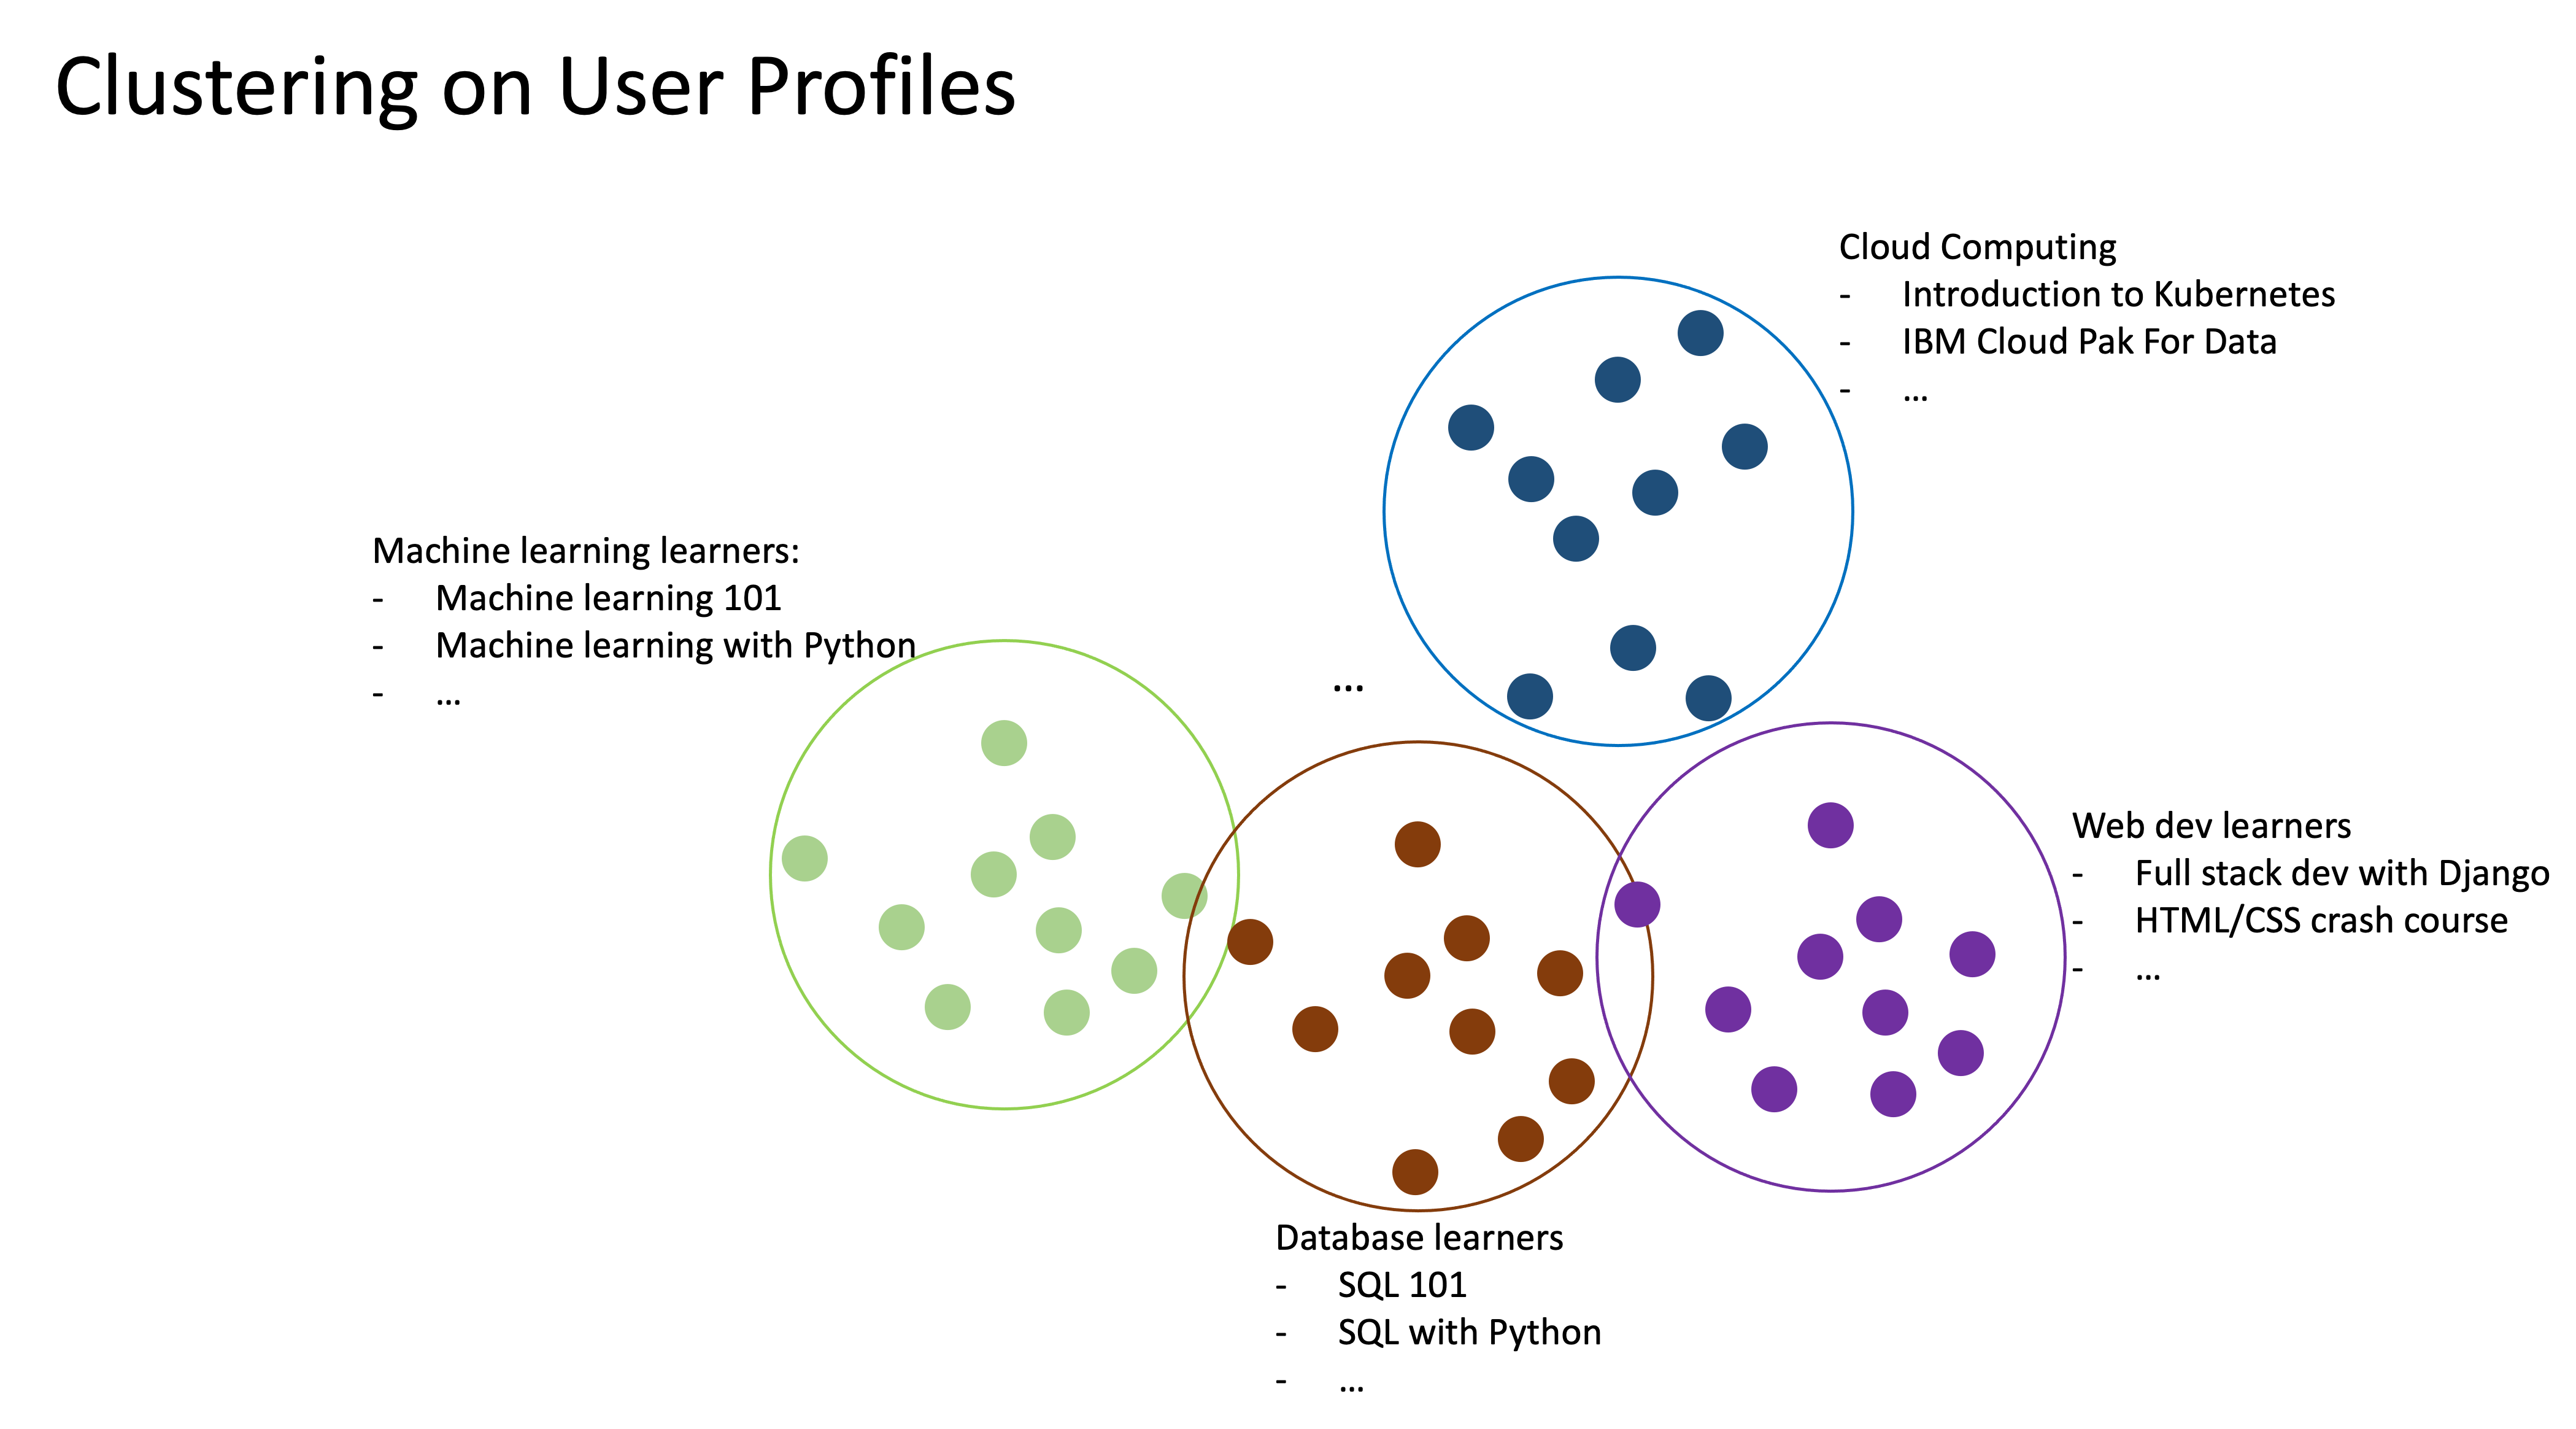 Clustering on User Profiles
Cloud Computing
- Introduction to Kubernetes
- IBM Cloud Pak For Data
- ...
Machine learning learners:
- Machine learning 101
- Machine learning with Python
- ...
...
Web dev learners
- Full stack dev with Django
- HTML/CSS crash course
- ...
Database learners
- SQL 101
- SQL with Python
- ...